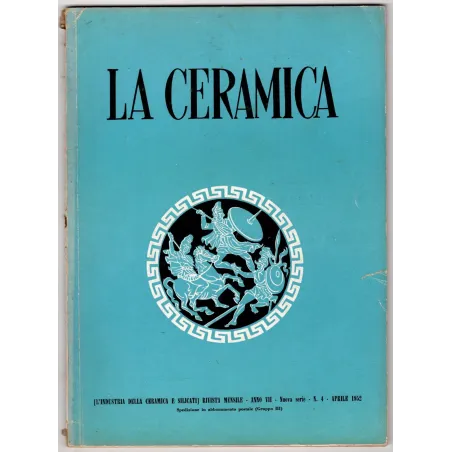 LA CERAMICA
[L'INDUSTRIA DELLA CERAMICA E SILICATI] RIVISTA MENSILE - ANNO VII - Nuova serie - N. 4 - APRILE 1952
Spedizione in abbonamento postale (Gruppo III)